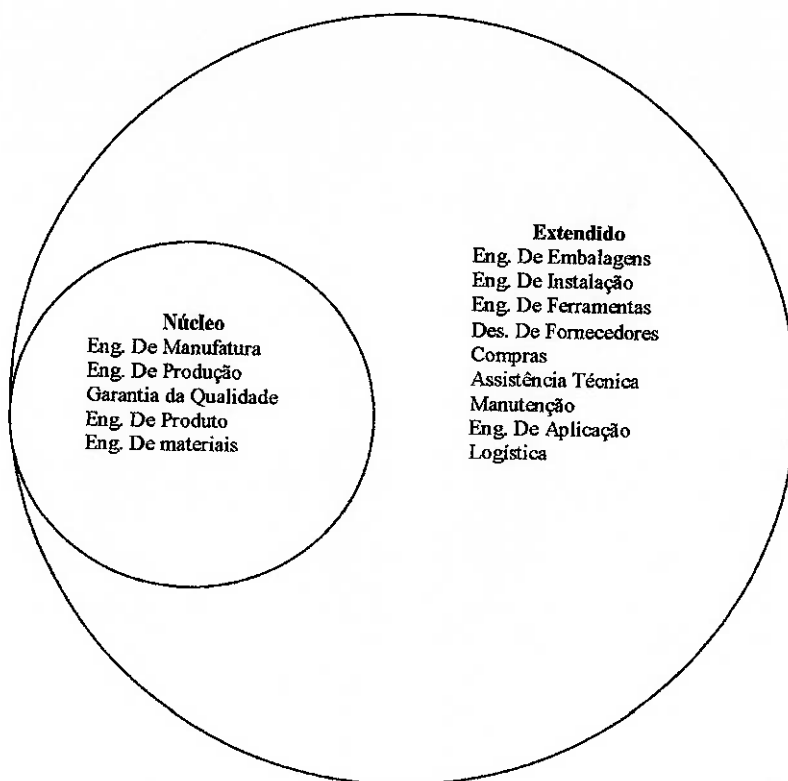 Núcleo
Eng. De Manufatura
Eng. De Produção
Garantia da Qualidade
Eng. De Produto
Eng. De materiais
Extendido
Eng. De Embalagens
Eng. De Instalação
Eng. De Ferramentas
Des. De Fornecedores
Compras
Assistência Técnica
Manutenção
Eng. De Aplicação
Logística